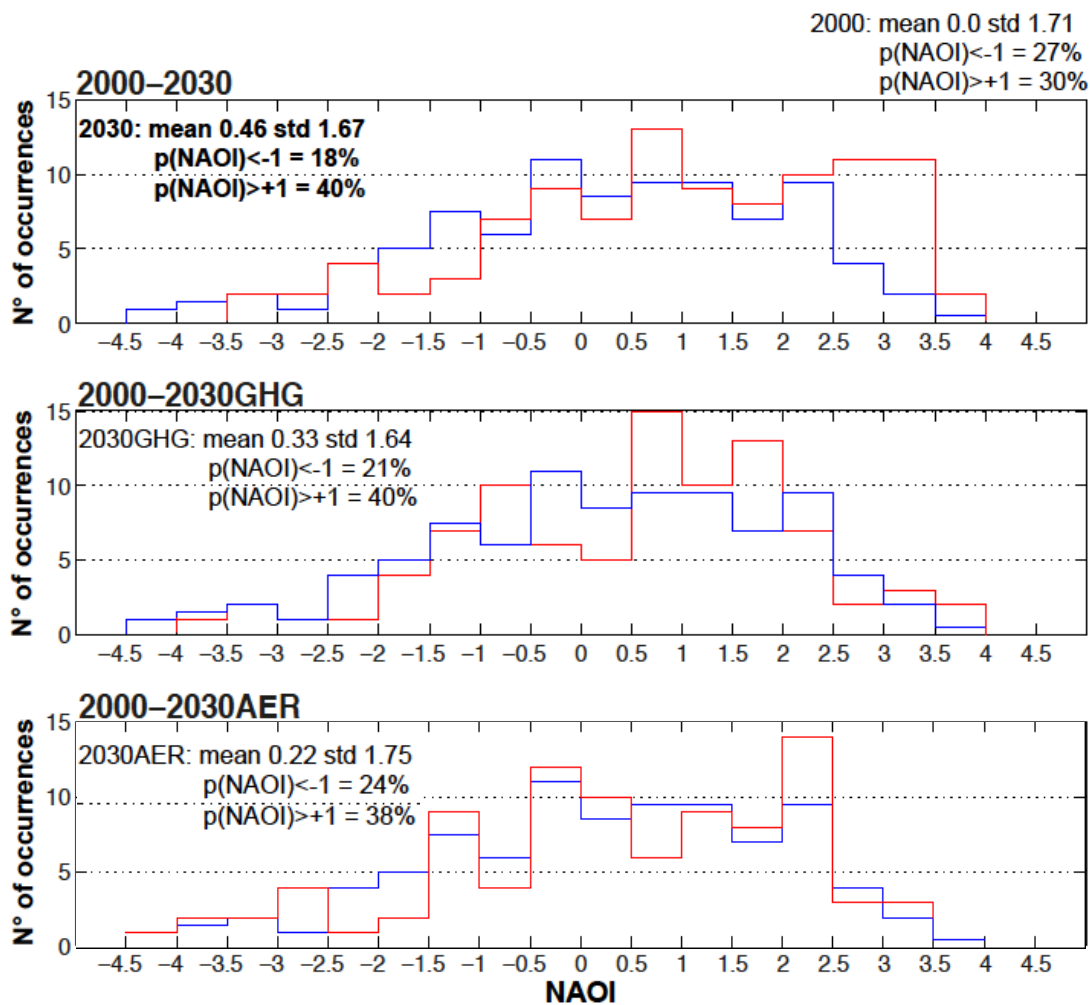 2000: mean 0.0 std 1.71
p(NAOI)<-1 = 27%
p(NAOI)>+1 = 30%
2000–2030
2030: mean 0.46 std 1.67
p(NAOI)<-1 = 18%
p(NAOI)>+1 = 40%
N° of occurrences
15
10
5
0
−4.5 −4 −3.5 −3 −2.5 −2 −1.5 −1 −0.5 0 0.5 1 1.5 2 2.5 3 3.5 4 4.5
2000–2030GHG
2030GHG: mean 0.33 std 1.64
p(NAOI)<-1 = 21%
p(NAOI)>+1 = 40%
N° of occurrences
15
10
5
0
−4.5 −4 −3.5 −3 −2.5 −2 −1.5 −1 −0.5 0 0.5 1 1.5 2 2.5 3 3.5 4 4.5
2000–2030AER
2030AER: mean 0.22 std 1.75
p(NAOI)<-1 = 24%
p(NAOI)>+1 = 38%
N° of occurrences
15
10
5
0
−4.5 −4 −3.5 −3 −2.5 −2 −1.5 −1 −0.5 0 0.5 1 1.5 2 2.5 3 3.5 4 4.5
NAOI